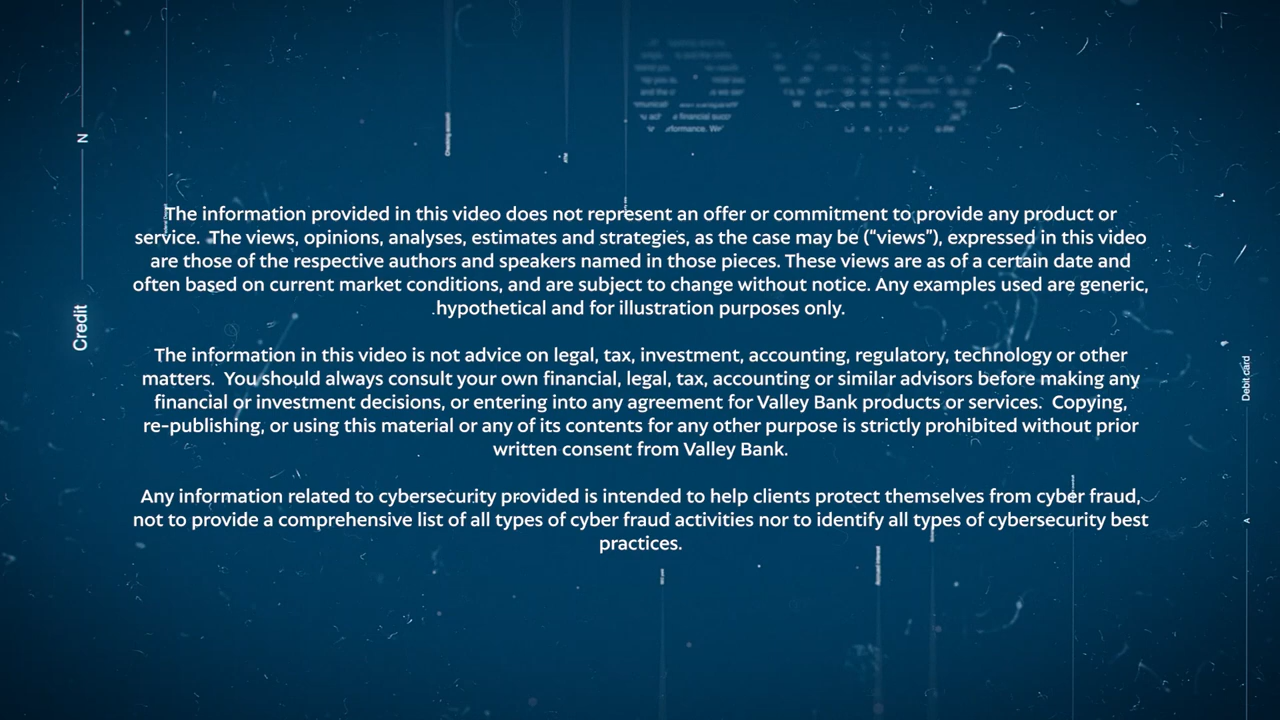 Valley
N
Checking account
The information provided in this video does not represent an offer or commitment to provide any product or
service.  The views, opinions, analyses, estimates and strategies, as the case may be (“views”), expressed in this video
are those of the respective authors and speakers named in those pieces. These views are as of a certain date and
often based on current market conditions, and are subject to change without notice. Any examples used are generic,
hypothetical and for illustration purposes only.
Credit
The information in this video is not advice on legal, tax, investment, accounting, regulatory, technology or other
matters.  You should always consult your own financial, legal, tax, accounting or similar advisors before making any
financial or investment decisions, or entering into any agreement for Valley Bank products or services.  Copying,
re-publishing, or using this material or any of its contents for any other purpose is strictly prohibited without prior
written consent from Valley Bank.
Debit card
Any information related to cybersecurity provided is intended to help clients protect themselves from cyber fraud,
not to provide a comprehensive list of all types of cyber fraud activities nor to identify all types of cybersecurity best
practices.
A
Accrued interest